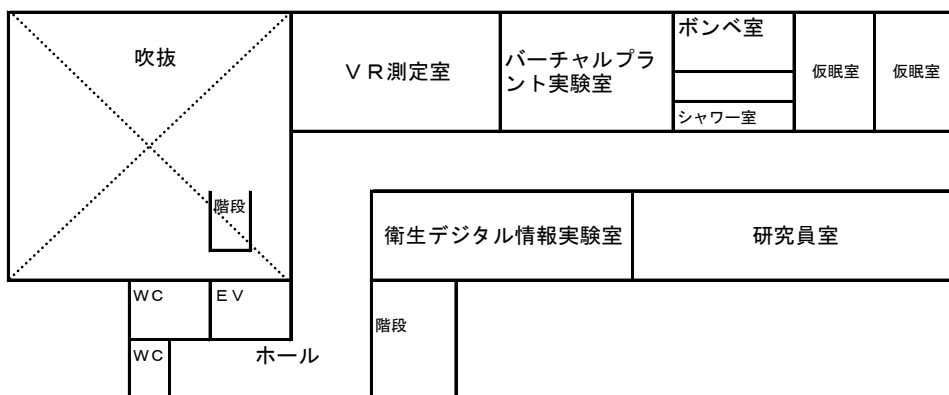 吹抜
ＶＲ測定室
バーチャルプラ
ント実験室
ボンベ室
シャワー室
仮眠室
仮眠室
階段
衛生デジタル情報実験室
研究員室
ＷＣ
ＥＶ
階段
ＷＣ
ホール